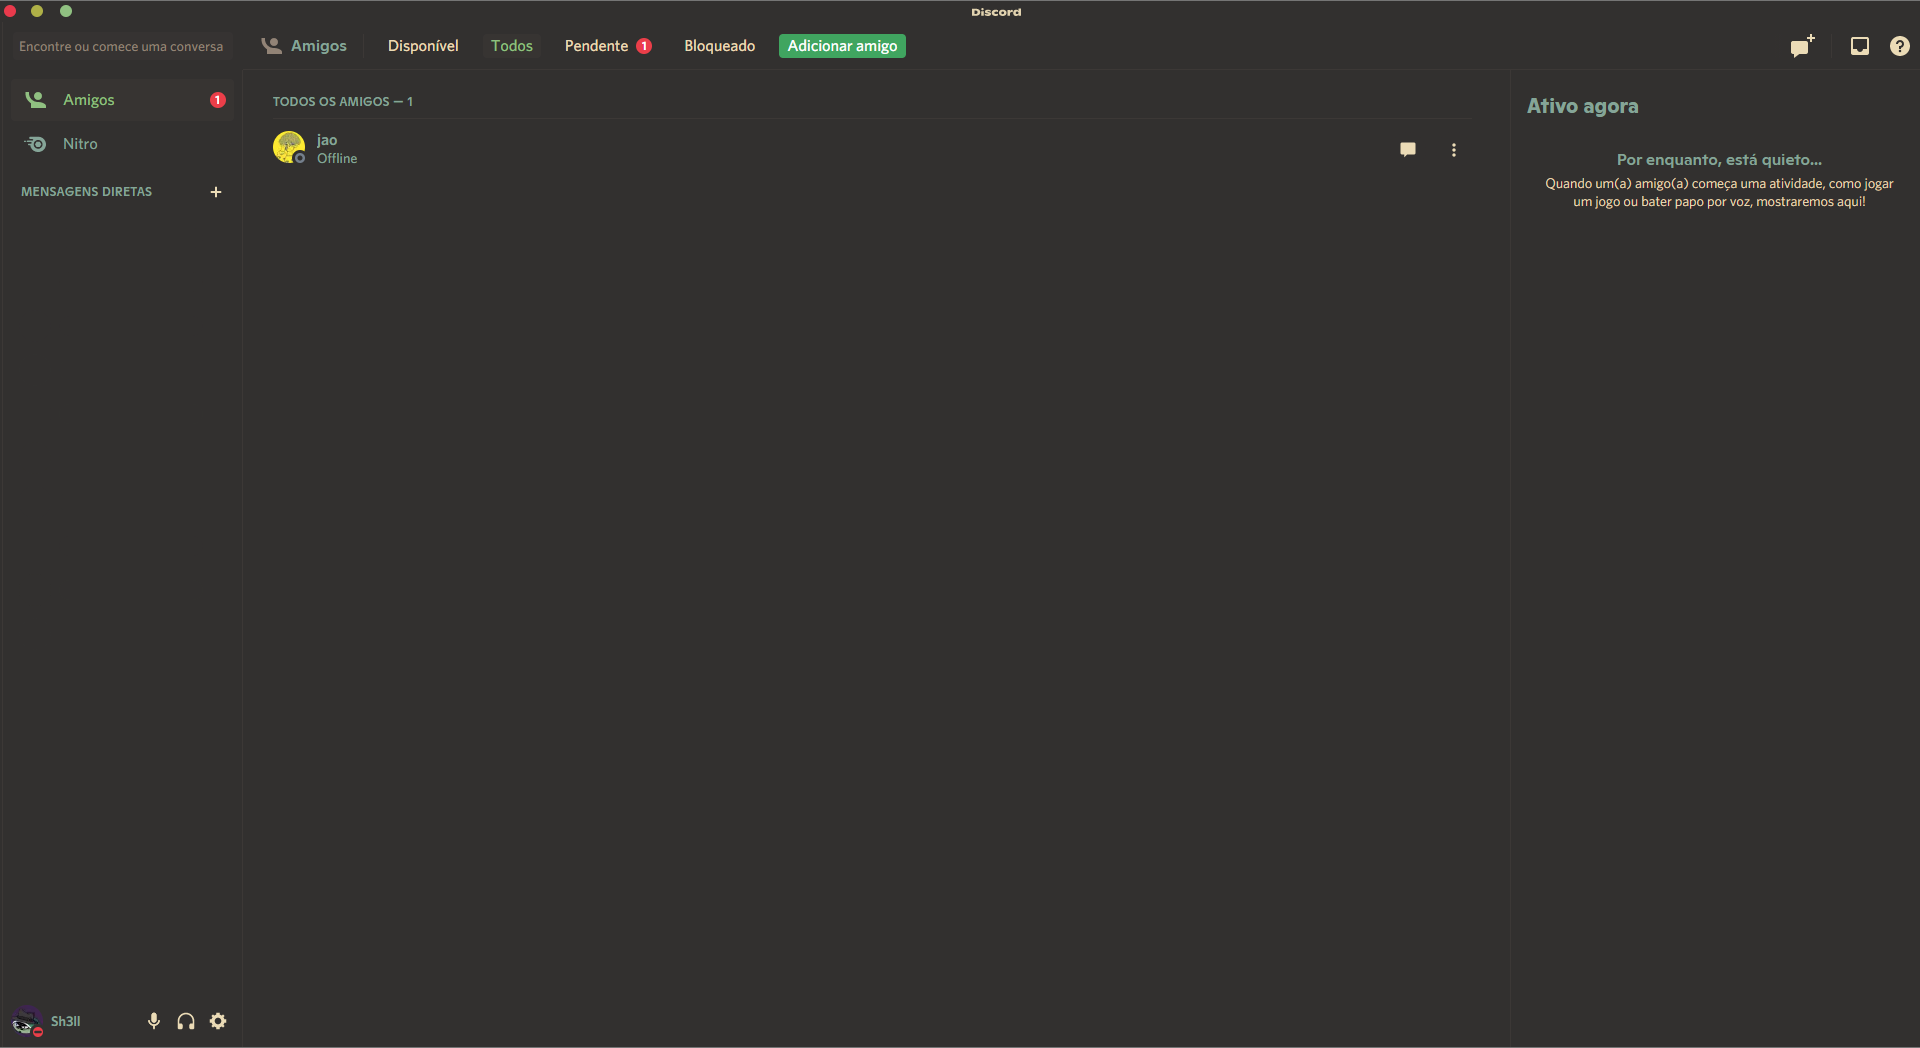 Discord
Encontre ou comece uma conversa
Amigos
Disponível
Todos
Pendente 1
Bloqueado
Adicionar amigo
?
Amigos 1
Nitro
MENSAGENS DIRETAS
TODOS OS AMIGOS — 1
jao
Offline
Ativo agora
Por enquanto, está quieto...
Quando um(a) amigo(a) começa uma atividade, como jogar
um jogo ou bater papo por voz, mostraremos aqui!
Sh3ll